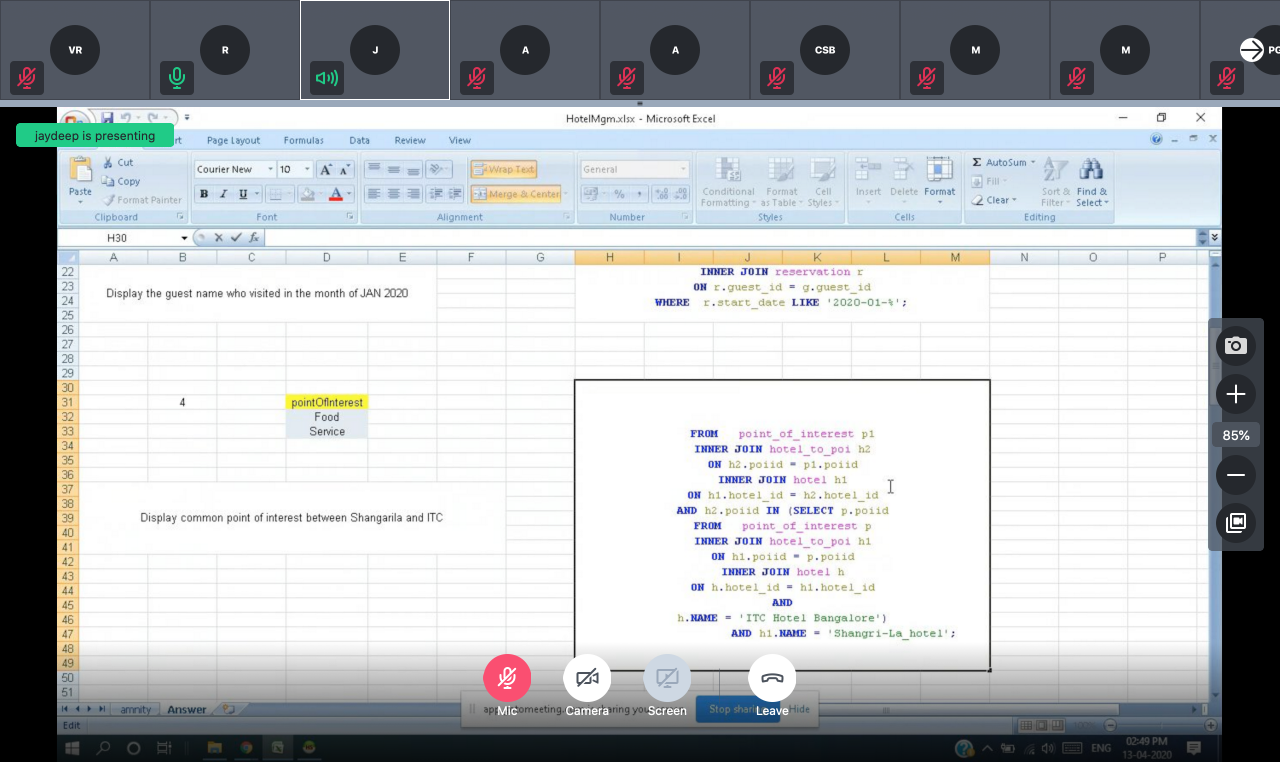 VR R J A A CSB M M PG
HotelMgm.xlsx - Microsoft Excel
jaydeep is presenting
rt Page Layout Formulas Data Review View
Paste Cut Copy Format Painter
Courier New 10
B I U
Wrap Text
Merge & Center
General
Conditional Formatting Format as Table Cell Styles
Insert Delete Format
Σ AutoSum
Fill
Clear
Sort & Filter Find & Select
Clipboard Font Alignment Number Styles Cells Editing
H30 fx
A B C D E F G H I J K L M N O P
22
23
24
25
26
27
28
29
30
31
32
33
34
35
36
37
38
39
40
41
42
43
44
45
46
47
48
49
50
51
Display the guest name who visited in the month of JAN 2020
INNER JOIN reservation r
ON r.guest_id = g.guest_id
WHERE r.start_date LIKE '2020-01-%';
4
pointOfInterest
Food
Service
Display common point of interest between Shangarila and ITC
FROM point_of_interest p1
INNER JOIN hotel_to_poi h2
ON h2.poiid = p1.poiid
INNER JOIN hotel h1
ON h1.hotel_id = h2.hotel_id
AND h2.poiid IN (SELECT p.poiid
FROM point_of_interest p
INNER JOIN hotel_to_poi h1
ON h1.poiid = p.poiid
INNER JOIN hotel h
ON h.hotel_id = h1.hotel_id
AND
h.NAME = 'ITC Hotel Bangalore')
AND h1.NAME = 'Shangri-La_hotel';
85%
amnity Answer
Stop Hide
Mic Camera Screen Leave
Edit
ENG
02:49 PM
13-04-2020